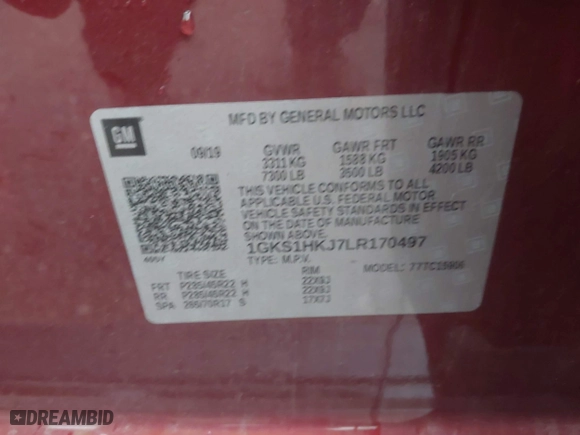 MFD BY GENERAL MOTORS LLC
GM
09/19
GVWR GAWR FRT GAWR RR
3311 KG 1588 KG 1905 KG
7300 LB 3500 LB 4200 LB
THIS VEHICLE CONFORMS TO ALL
APPLICABLE U.S. FEDERAL MOTOR
VEHICLE SAFETY STANDARDS IN
EFFECT ON THE DATE OF MANUFACTURE
SHOWN ABOVE.
1GKS1HKJ7LR170497
TYPE: M.P.V. MODEL:
TIRE SIZE RIM
FRT P285/45R22 H 22X9J
RR P285/45R22 H 22X9J
SPA 265/70R17 S 17X7J
DREAMBID